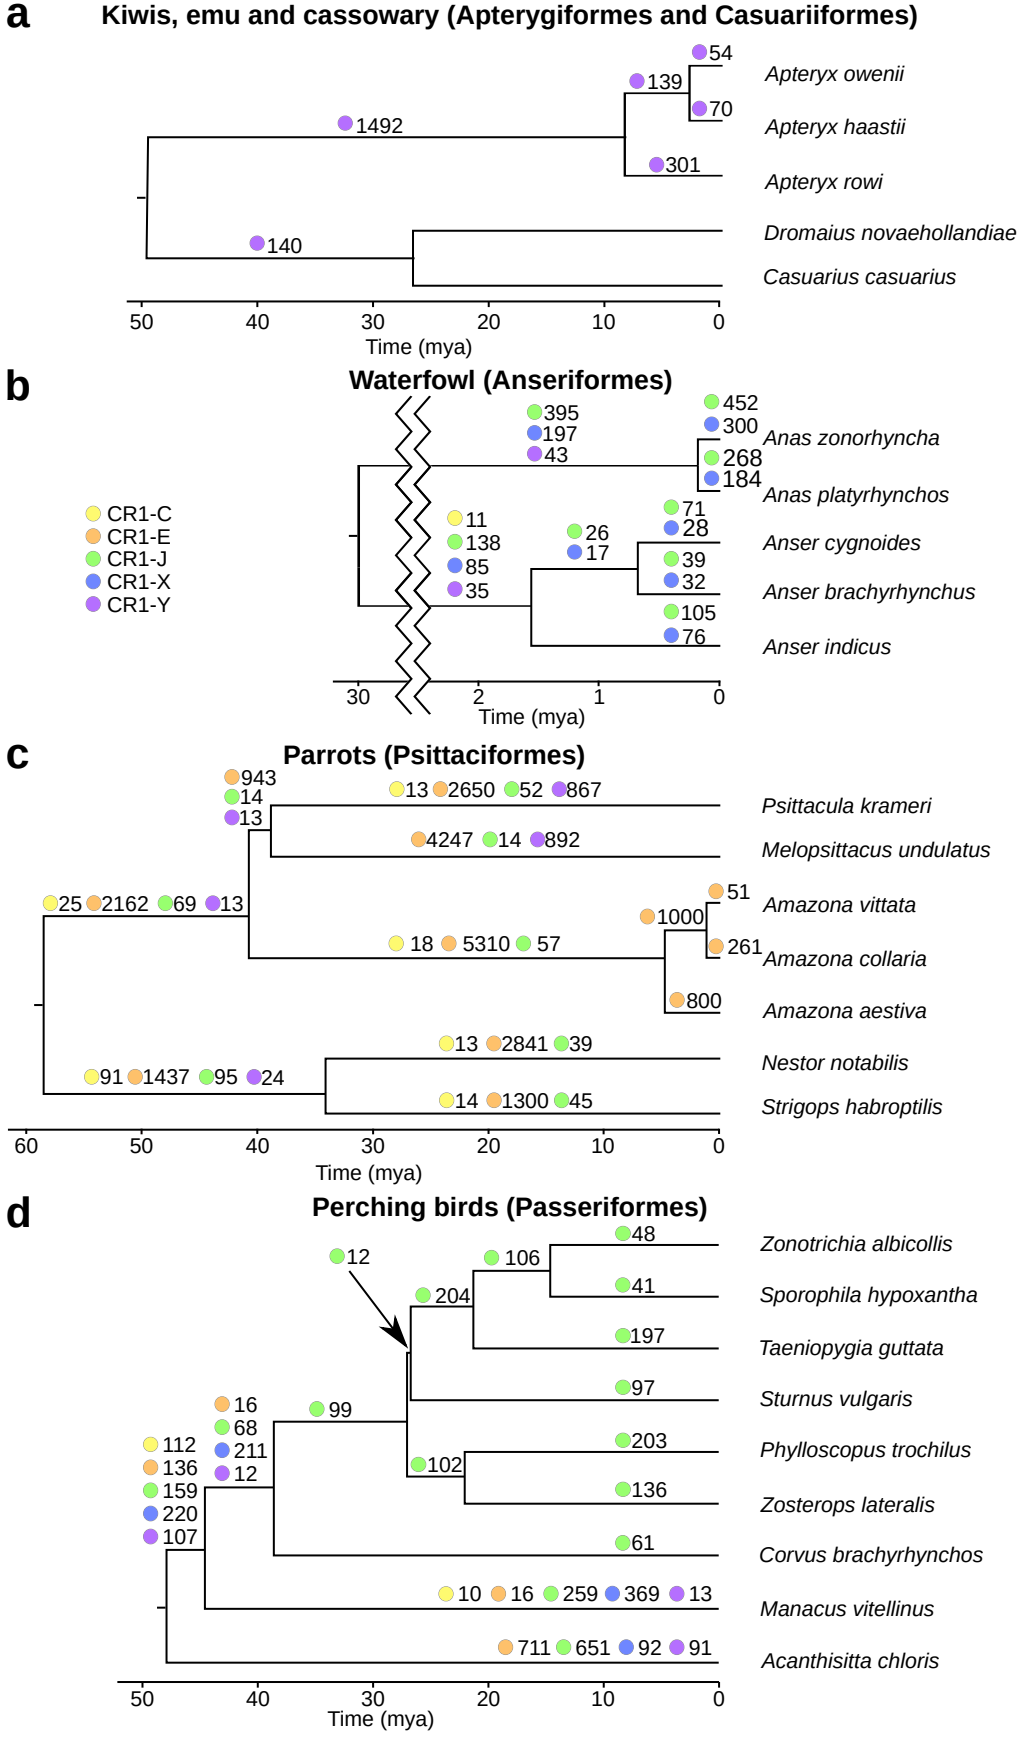 a Kiwis, emu and cassowary (Apterygiformes and Casuariiformes)
54
139 Apteryx owenii
70
1492 Apteryx haastii
301
Apteryx rowi
140 Dromaius novaehollandiae
Casuarius casuarius
50 40 30 20 10 0
Time (mya)
b Waterfowl (Anseriformes)
395
197
43
452
300
Anas zonorhyncha
268
184
Anas platyrhynchos
CR1-C
CR1-E
CR1-J
CR1-X
CR1-Y
11
138
85
35
26
17
71
28
Anser cygnoides
39
32
Anser brachyrhynchus
105
76
Anser indicus
30 2 1 0
Time (mya)
c Parrots (Psittaciformes)
943
14
13
13 2650 52 867
Psittacula krameri
4247 14 892
Melopsittacus undulatus
25 2162 69 13
51
Amazona vittata
1000
18 5310 57
261
Amazona collaria
800
Amazona aestiva
13 2841 39
Nestor notabilis
91 1437 95 24
14 1300 45
Strigops habroptilis
60 50 40 30 20 10 0
Time (mya)
d Perching birds (Passeriformes)
48
Zonotrichia albicollis
12
106
41
Sporophila hypoxantha
204
197
Taeniopygia guttata
97
Sturnus vulgaris
99
16
68
211
12
203
Phylloscopus trochilus
102
136
Zosterops lateralis
112
136
159
220
107
61
Corvus brachyrhynchos
10 16 259 369 13
Manacus vitellinus
711 651 92 91
Acanthisitta chloris
50 40 30 20 10 0
Time (mya)